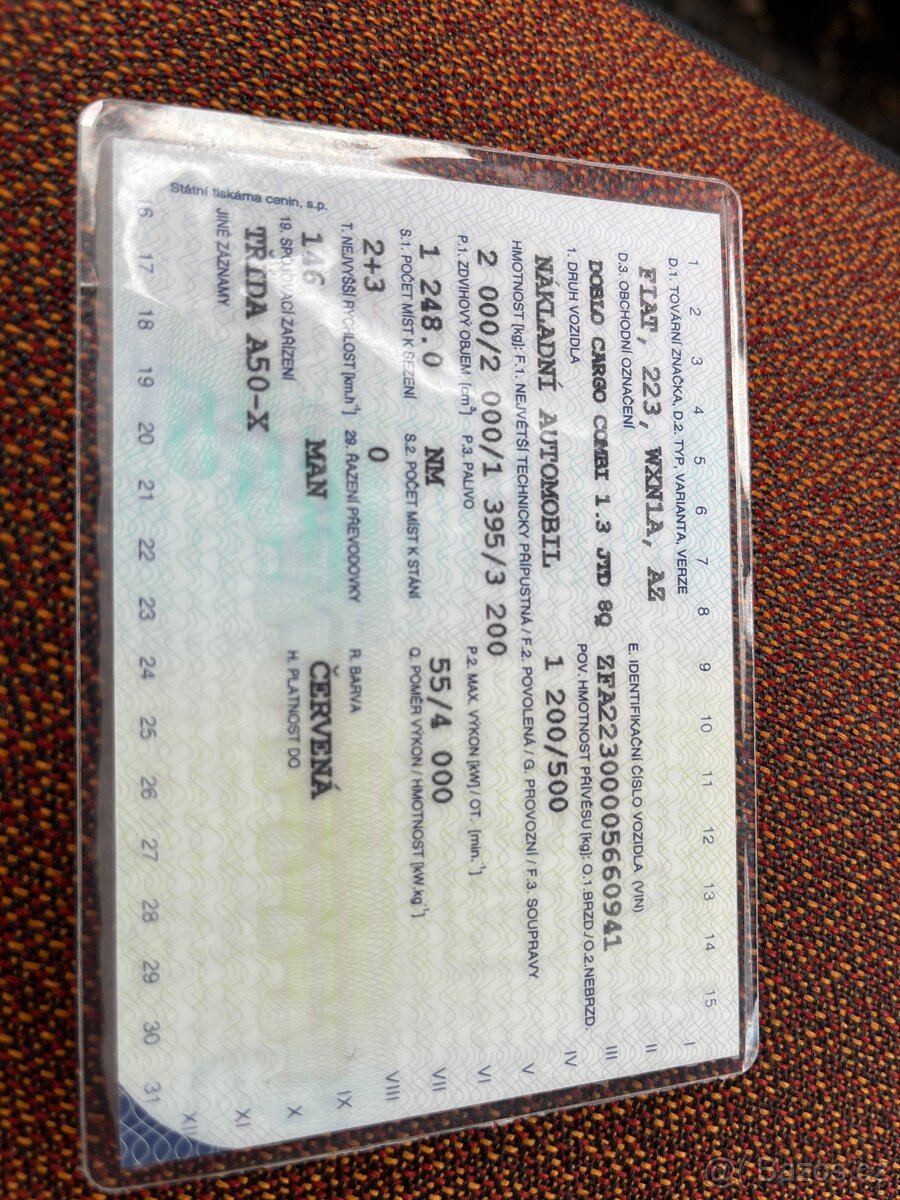 1 2 3 4 5 6 7 8 9 10 11 12 13 14 15
D.1. TOVÁRNÍ ZNAČKA, D.2. TYP, VARIANTA, VERZE
FIAT, 223, WXN1A, AZ
I
D.3. OBCHODNÍ OZNAČENÍ E. IDENTIFIKAČNÍ ČÍSLO VOZIDLA (VIN)
II
DOBLO CARGO COMBI 1.3 JTD 8q ZFA22300005660941
III
1. DRUH VOZIDLA POV. HMOTNOST PŘÍVĚSU [kg]: O.1.BRZD./O.2.NEBRZD.
NÁKLADNÍ AUTOMOBIL 1 200/500
IV
HMOTNOST [kg]: F.1. NEJVĚTŠÍ TECHNICKY PŘÍPUSTNÁ / F.2. POVOLENÁ / G. PROVOZNÍ / F.3. SOUPRAVY
V
2 000/2 000/1 395/3 200
VI
P.1. ZDVIHOVÝ OBJEM [cm³] P.3. PALIVO P.2. MAX. VÝKON [kW] / OT. [min.⁻¹]
1 248.0 NM 55/4 000
VII
S.1. POČET MÍST K SEZENÍ S.2. POČET MÍST K STÁNÍ Q. POMĚR VÝKON / HMOTNOST [kW.kg⁻¹]
VIII
2+3 0
T. NEJVYŠŠÍ RYCHLOST [km.h⁻¹] 29. ŘAZENÍ PŘEVODOVKY R. BARVA
IX
146 MAN ČERVENÁ
19. SPOJOVACÍ ZAŘÍZENÍ H. PLATNOST DO
X
TŘÍDA A50-X
XI
JINÉ ZÁZNAMY
XII
16 17 18 19 20 21 22 23 24 25 26 27 28 29 30 31
Státní tiskárna cenin, s.p.
@ Bazos.cz